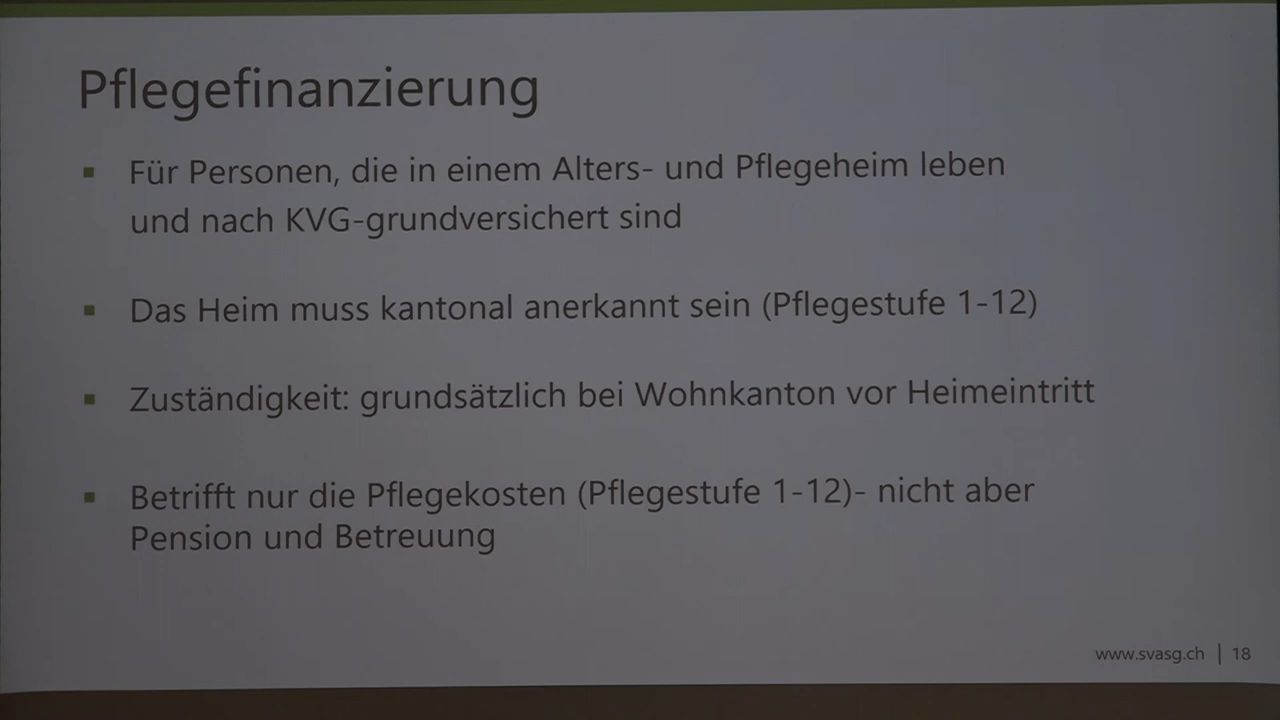 Pflegefinanzierung
▪ Für Personen, die in einem Alters- und Pflegeheim leben
und nach KVG-grundversichert sind
▪ Das Heim muss kantonal anerkannt sein (Pflegestufe 1-12)
▪ Zuständigkeit: grundsätzlich bei Wohnkanton vor Heimeintritt
▪ Betrifft nur die Pflegekosten (Pflegestufe 1-12)- nicht aber
Pension und Betreuung
www.svasg.ch | 18